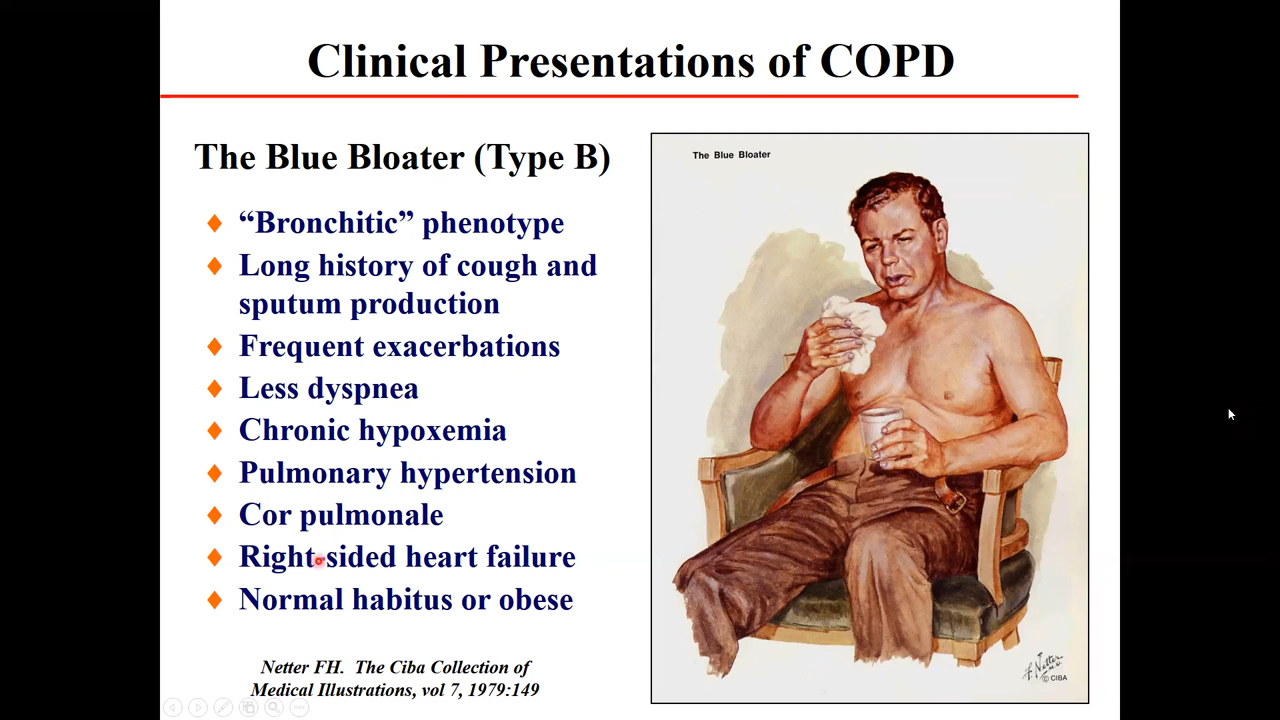 Clinical Presentations of COPD
The Blue Bloater (Type B)
“Bronchitic” phenotype
Long history of cough and
sputum production
Frequent exacerbations
Less dyspnea
Chronic hypoxemia
Pulmonary hypertension
Cor pulmonale
Right-sided heart failure
Normal habitus or obese
Netter FH. The Ciba Collection of
Medical Illustrations, vol 7, 1979:149
The Blue Bloater
F. Netter
M.D.
© CIBA